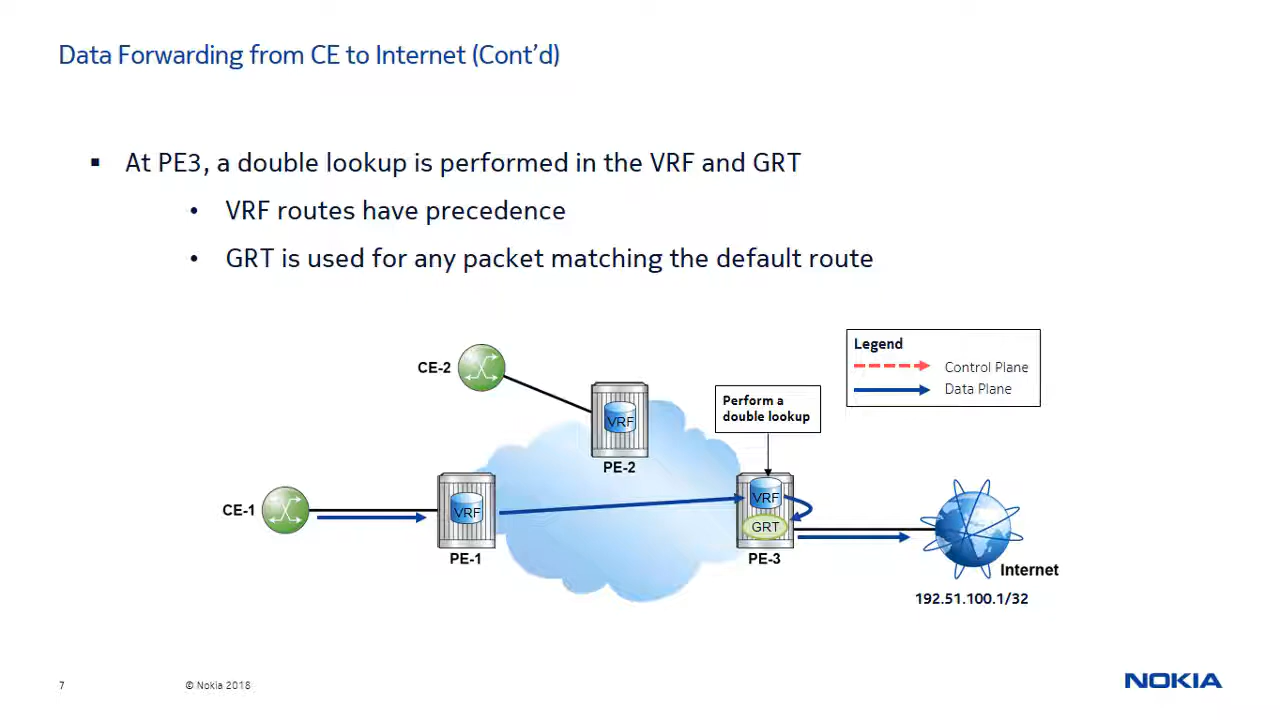 Data Forwarding from CE to Internet (Cont'd)
▪ At PE3, a double lookup is performed in the VRF and GRT
• VRF routes have precedence
• GRT is used for any packet matching the default route
Legend
Control Plane
Data Plane
CE-2
VRF
PE-2
Perform a
double lookup
CE-1
VRF
PE-1
VRF
GRT
PE-3
Internet
192.51.100.1/32
7
© Nokia 2018
NOKIA